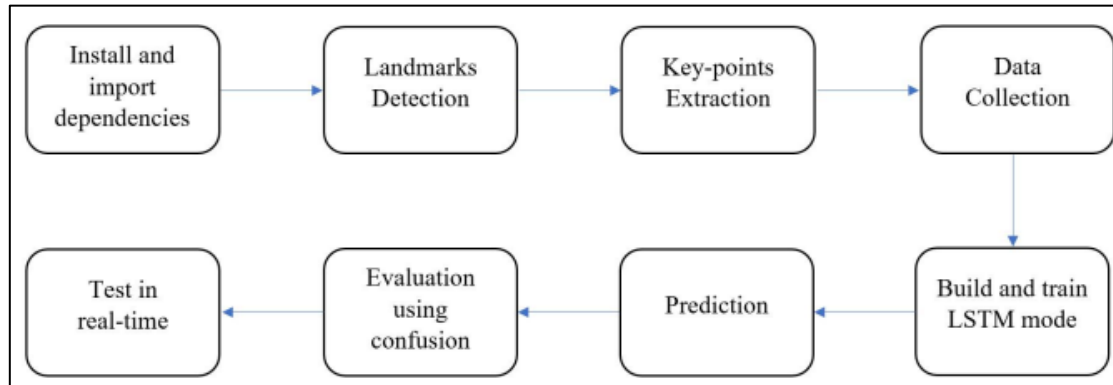 Install and
import
dependencies
Landmarks
Detection
Key-points
Extraction
Data
Collection
Build and train
LSTM mode
Prediction
Evaluation
using
confusion
Test in
real-time